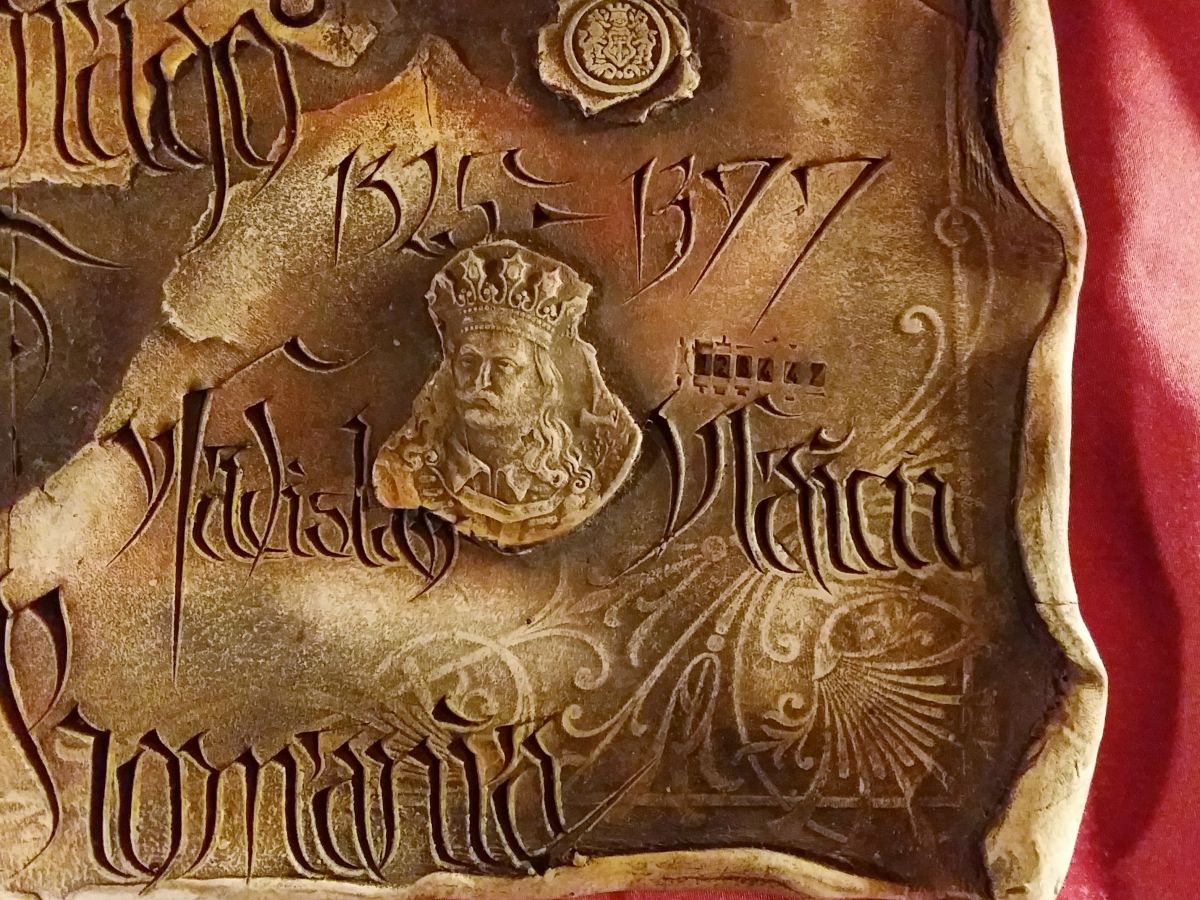 1325 - 1377
Vladislav Vlaicu
Romania